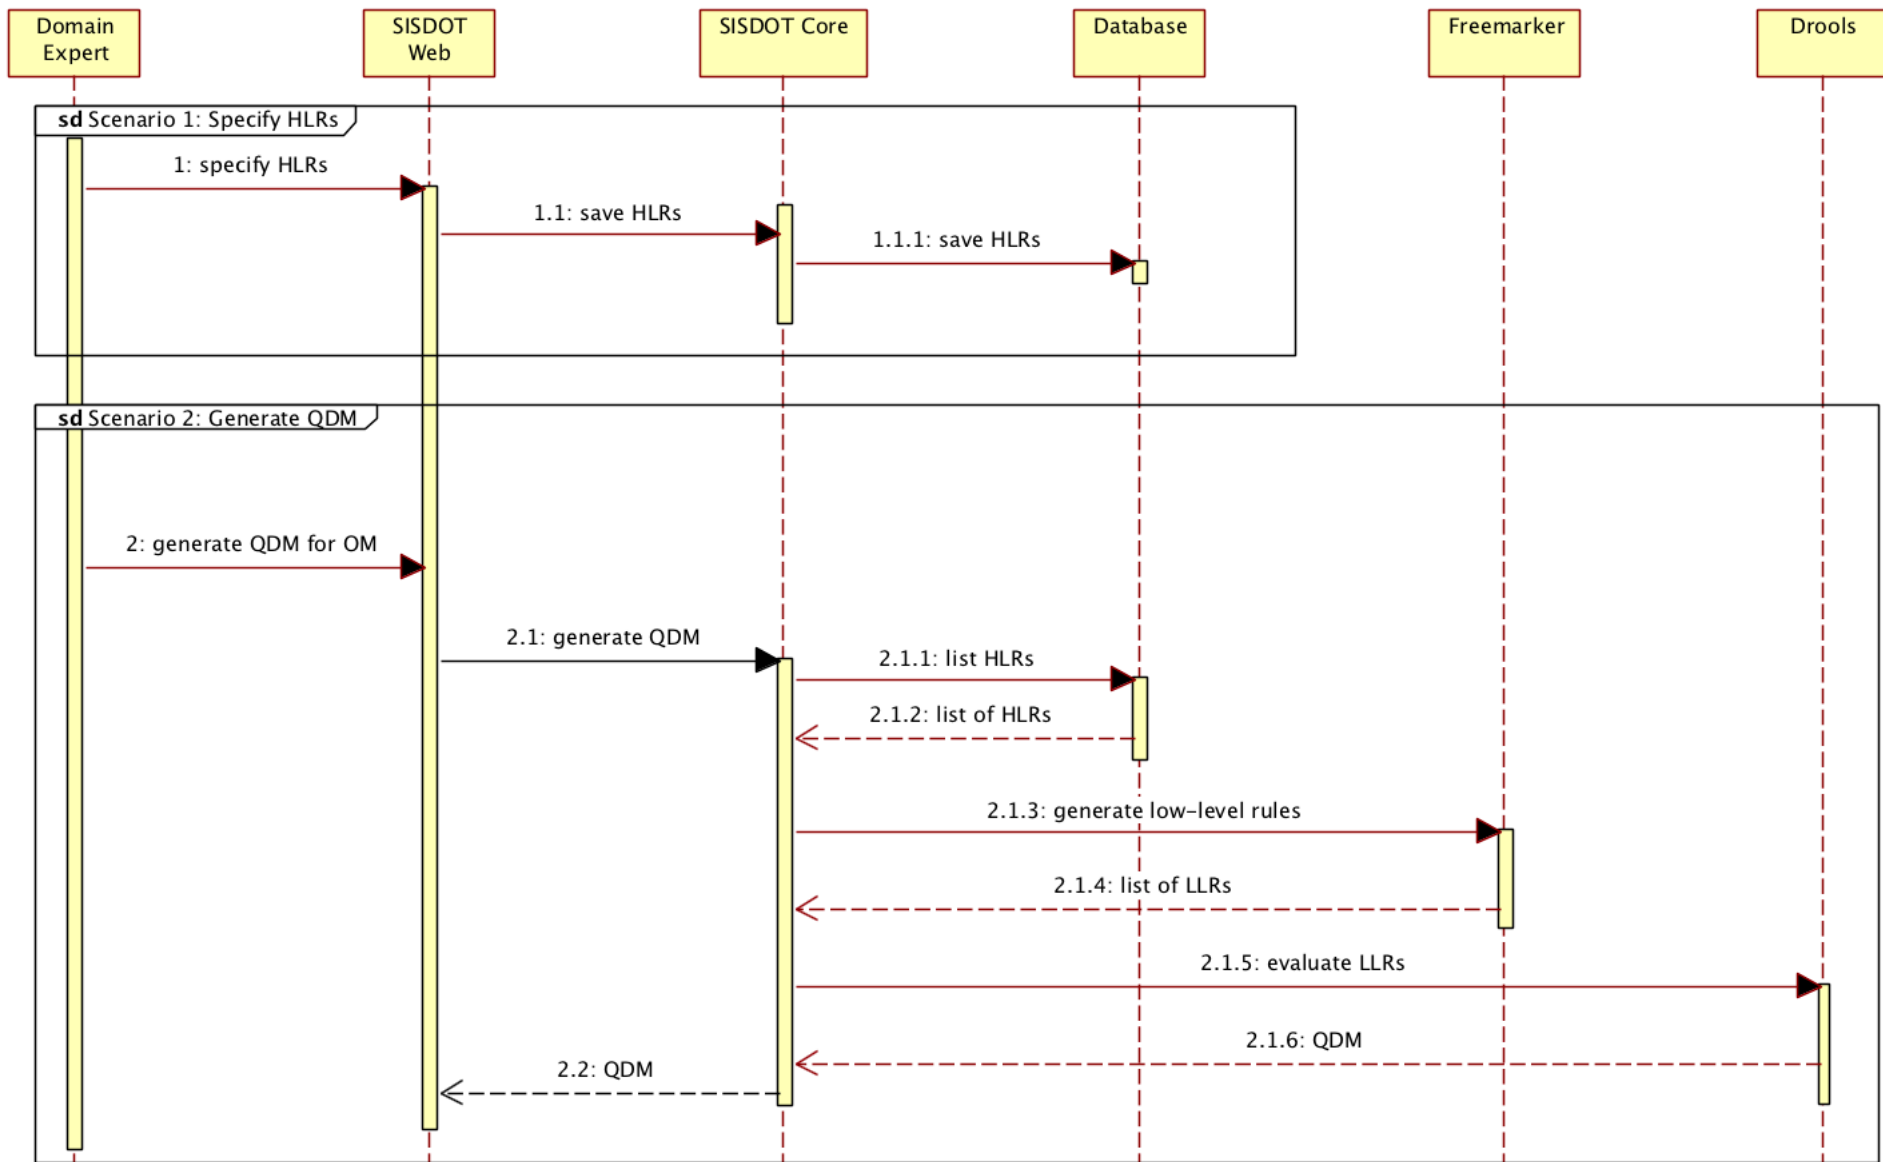 Domain
Expert
SISDOT
Web
SISDOT Core
Database
Freemarker
Drools
sd Scenario 1: Specify HLRs
1: specify HLRs
1.1: save HLRs
1.1.1: save HLRs
sd Scenario 2: Generate QDM
2: generate QDM for OM
2.1: generate QDM
2.1.1: list HLRs
2.1.2: list of HLRs
2.1.3: generate low-level rules
2.1.4: list of LLRs
2.1.5: evaluate LLRs
2.1.6: QDM
2.2: QDM